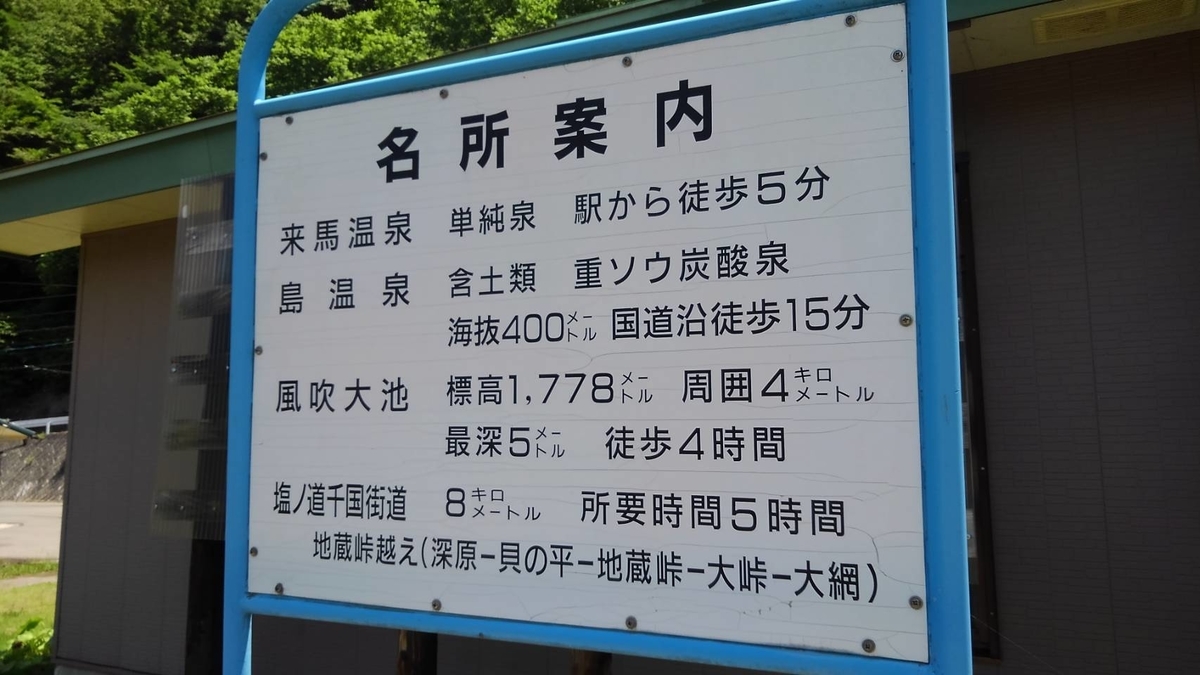 名所案内
来馬温泉 単純泉 駅から徒歩5分
島温泉 含土類 重ソウ炭酸泉
海抜400メートル 国道沿徒歩15分
風吹大池 標高1,778メートル 周囲4キロメートル
最深5メートル 徒歩4時間
塩ノ道千国街道 8キロメートル 所要時間5時間
地蔵峠越え(深原−貝の平−地蔵峠−大峠−大網)